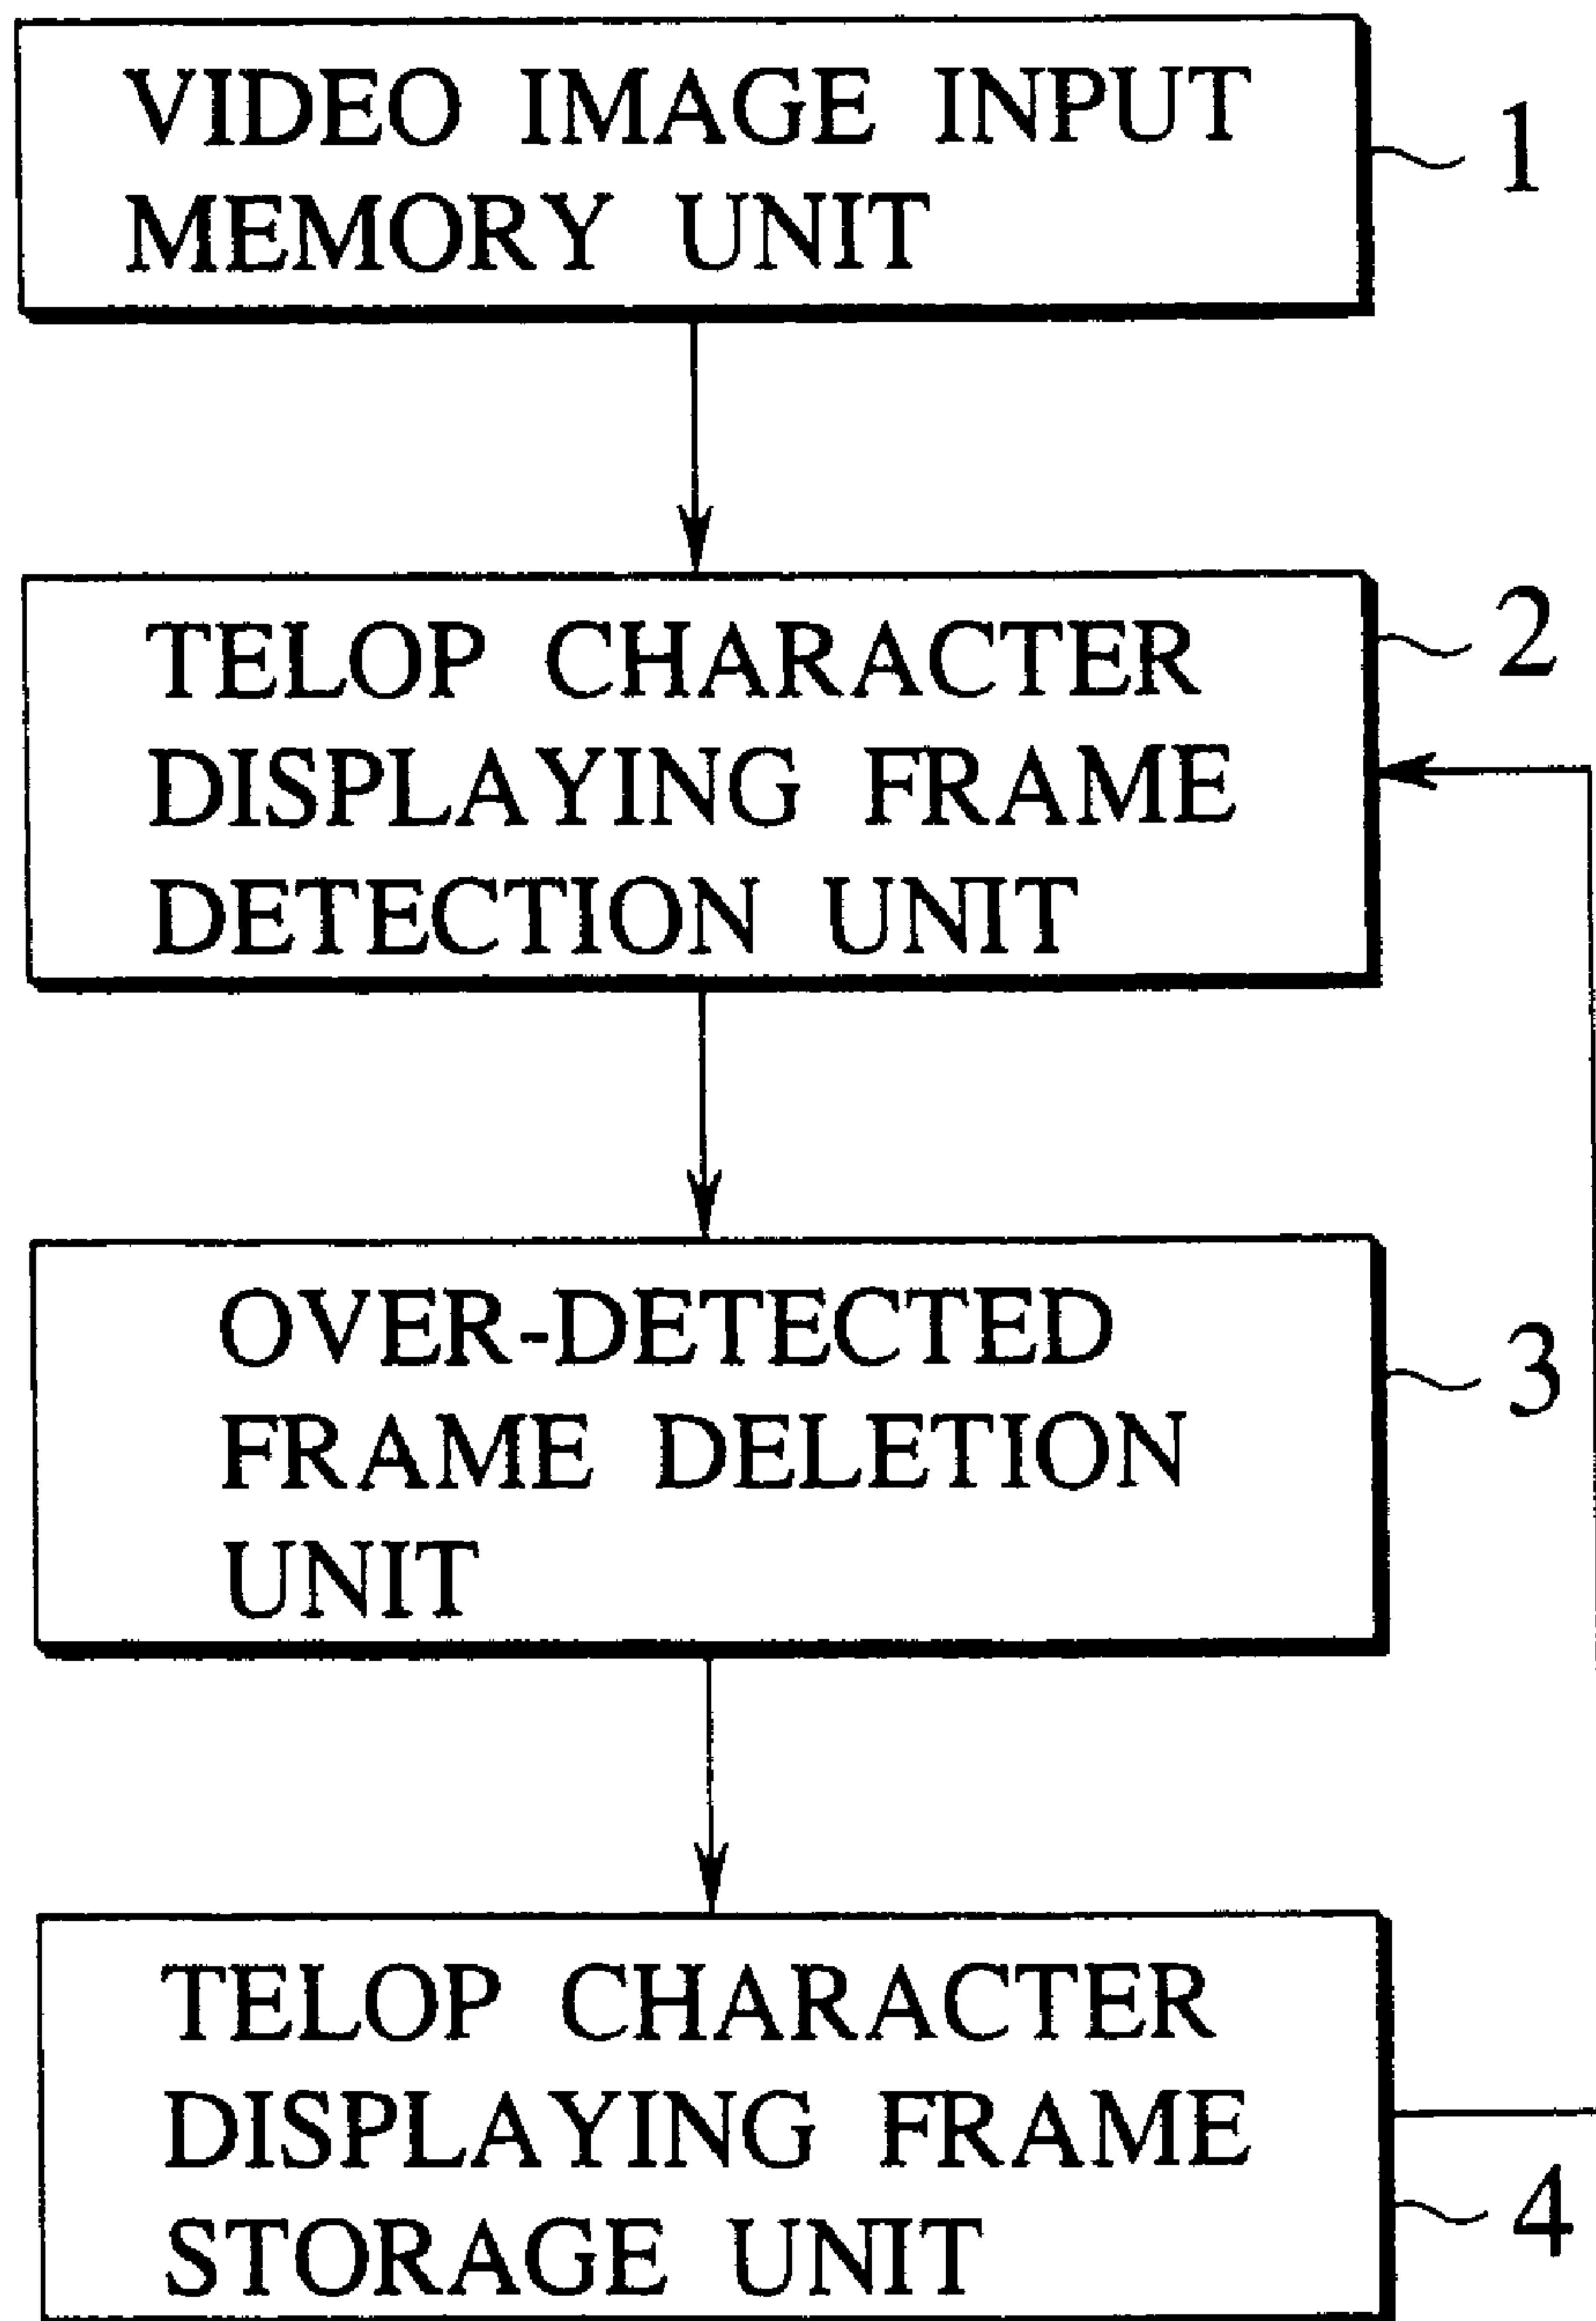 VIDEO IMAGE INPUT
MEMORY UNIT
1
TELOP CHARACTER
DISPLAYING FRAME
DETECTION UNIT
2
OVER-DETECTED
FRAME DELETION
UNIT
3
TELOP CHARACTER
DISPLAYING FRAME
STORAGE UNIT
4